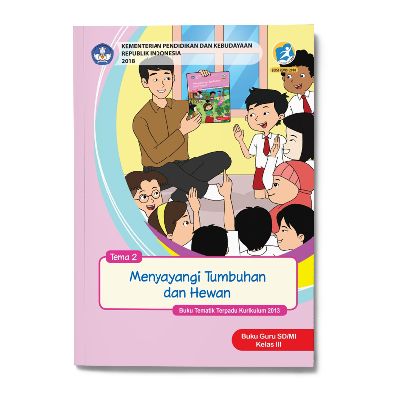 KEMENTERIAN PENDIDIKAN DAN KEBUDAYAAN
REPUBLIK INDONESIA
2018
Tema 2
Menyayangi Tumbuhan
dan Hewan
Buku Tematik Terpadu Kurikulum 2013
Buku Guru SD/MI
Kelas III